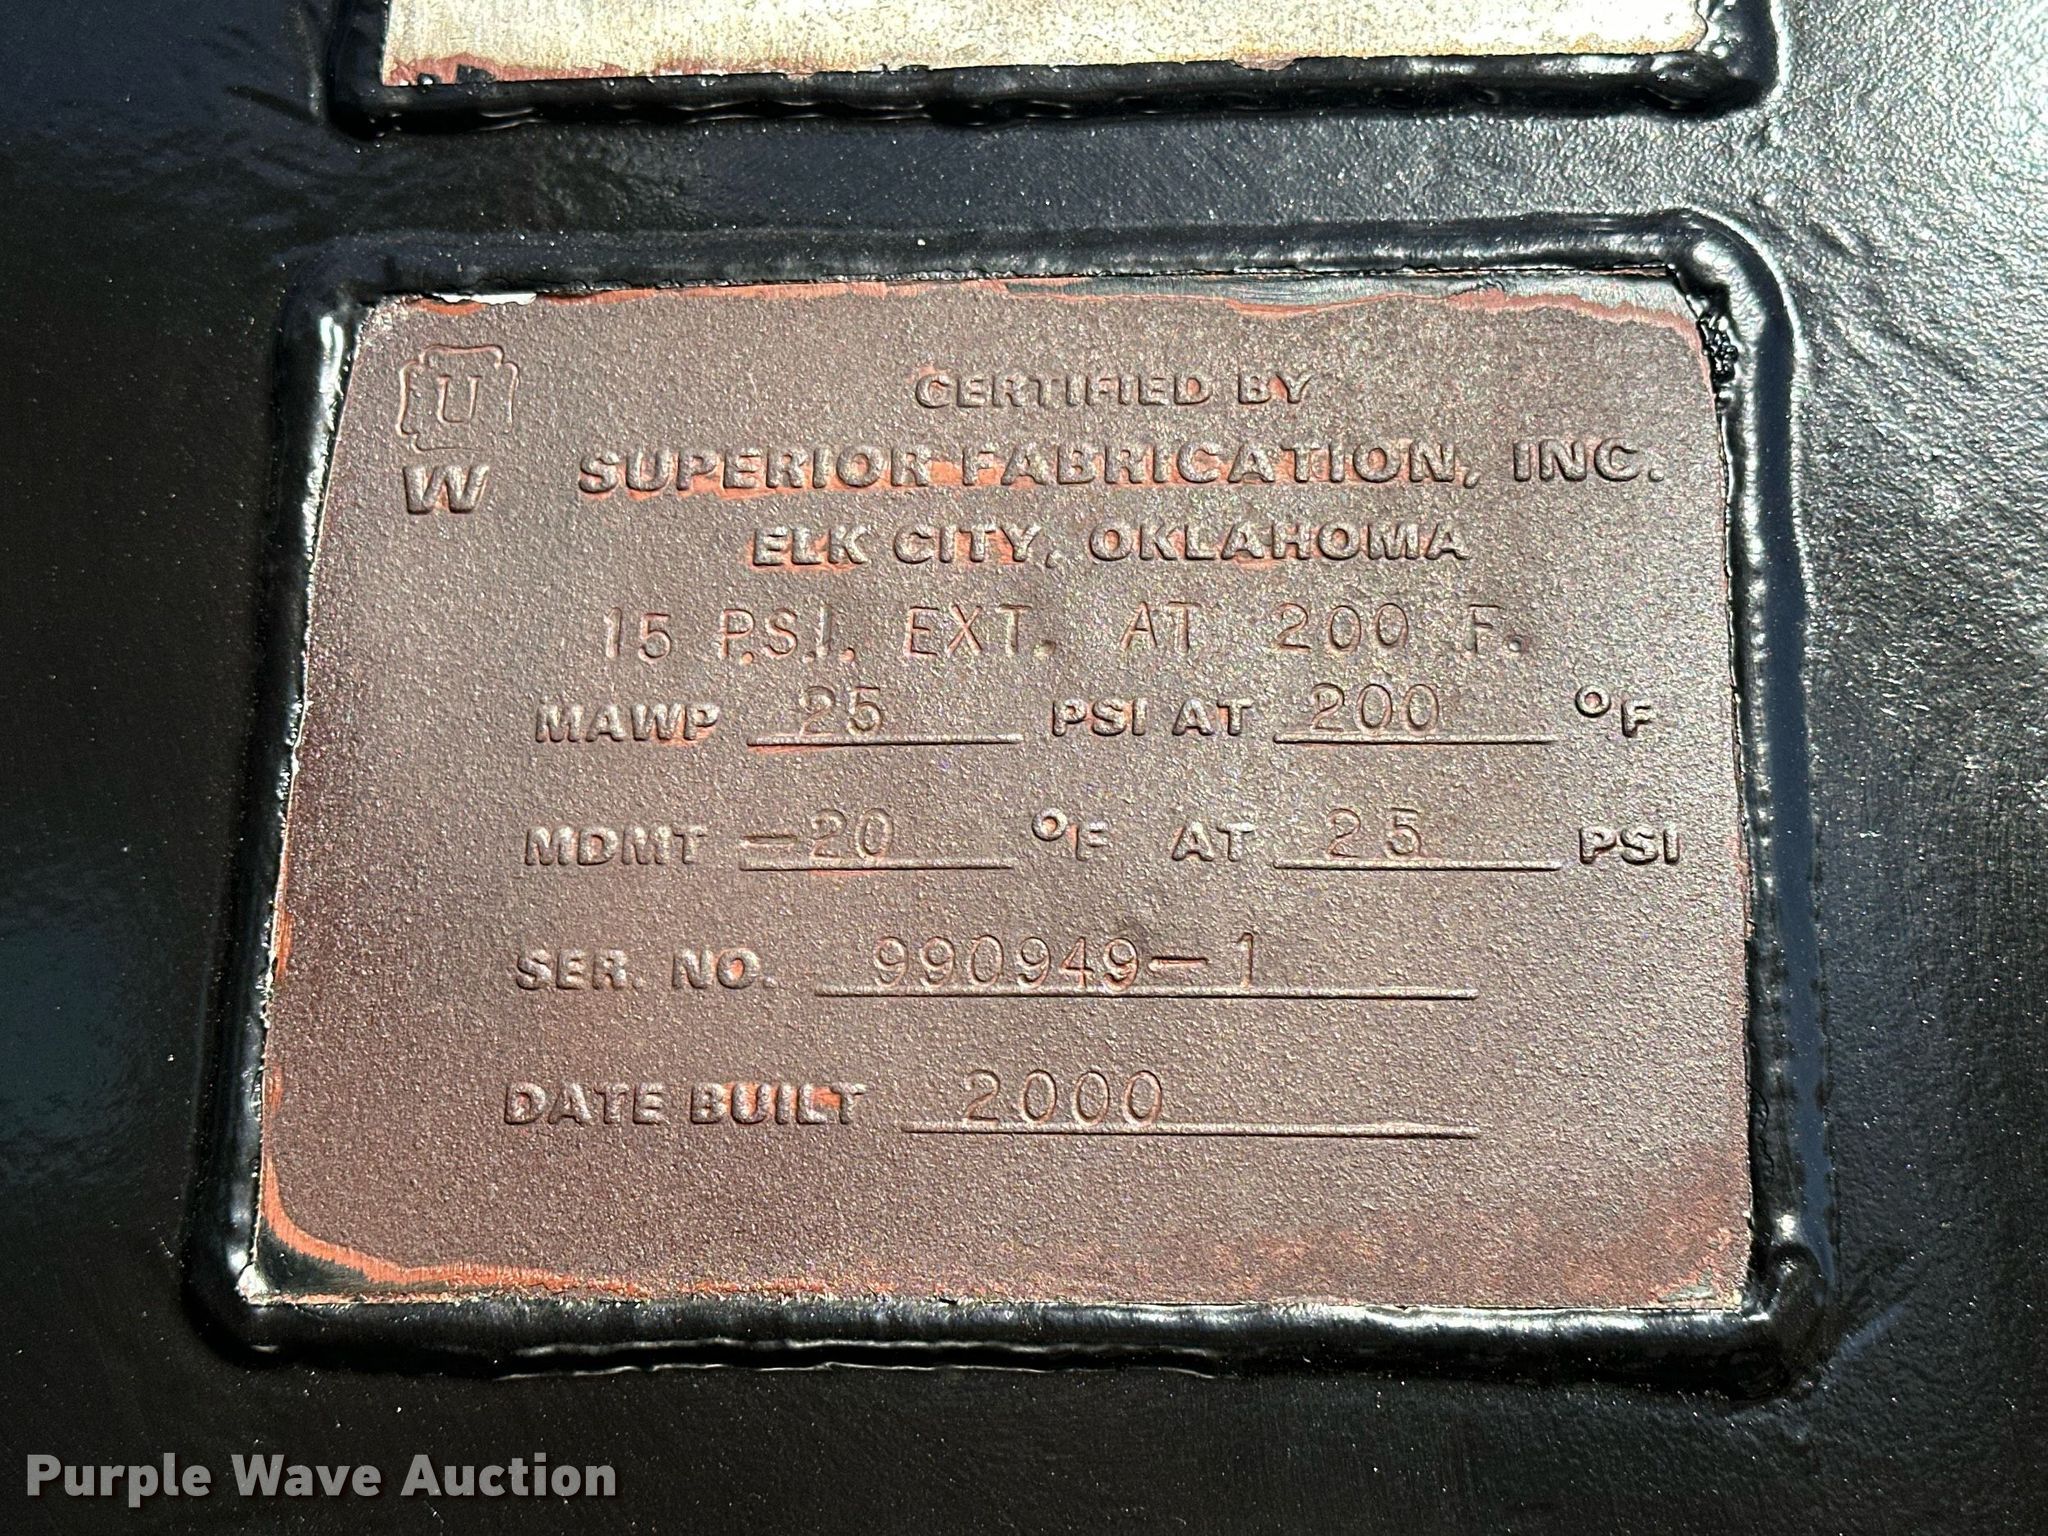 U
W
CERTIFIED BY
SUPERIOR FABRICATION, INC.
ELK CITY, OKLAHOMA
15 P.S.I. EXT. AT 200 F.
MAWP 25 PSI AT 200 °F
MDMT -20 °F AT 25 PSI
SER. NO. 990949-1
DATE BUILT 2000
Purple Wave Auction